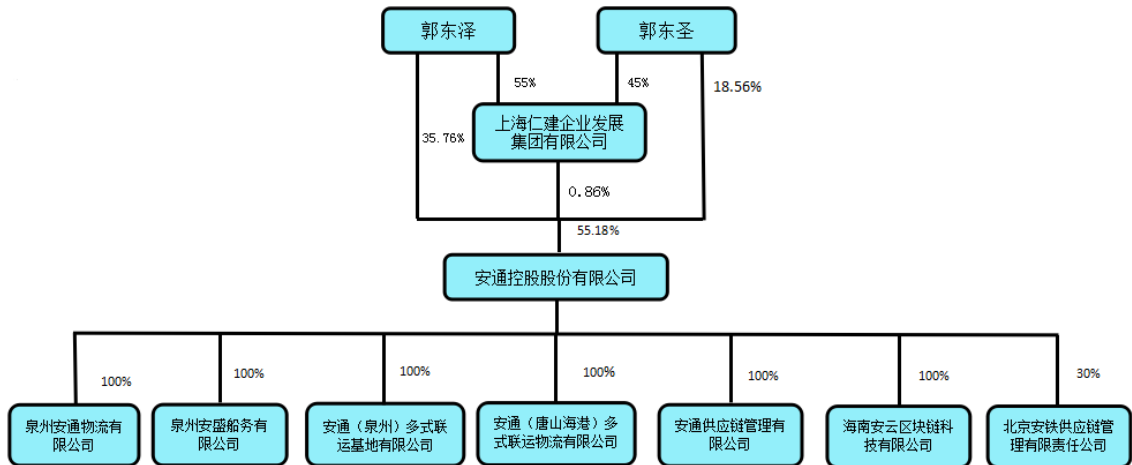 郭东泽
郭东圣
55%
45%
18.56%
35.76%
上海仁建企业发展
集团有限公司
0.86%
55.18%
安通控股股份有限公司
100%
100%
100%
100%
100%
100%
30%
泉州安通物流有
限公司
泉州安盛船务有
限公司
安通（泉州）多式联
运基地有限公司
安通（唐山海港）多
式联运物流有限公司
安通供应链管理有
限公司
海南安云区块链科
技有限公司
北京安铁供应链管
理有限责任公司